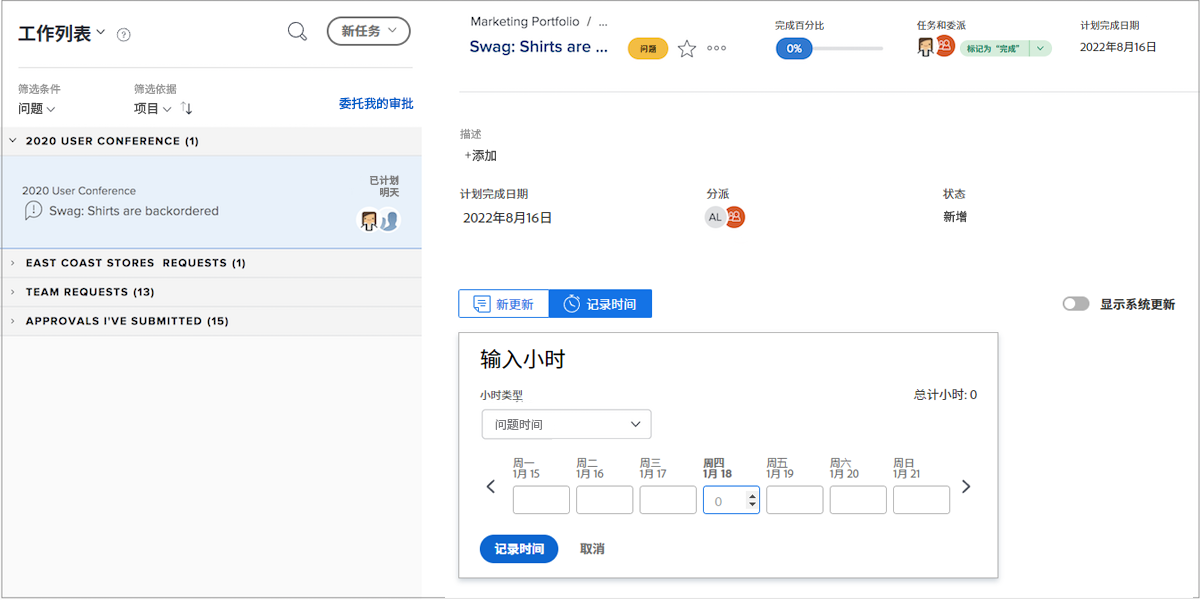 工作列表
新任务
筛选条件
筛选依据
问题
项目
委托我的审批
2020 USER CONFERENCE (1)
2020 User Conference
Swag: Shirts are backordered
已计划
明天
EAST COAST STORES REQUESTS (1)
TEAM REQUESTS (13)
APPROVALS I'VE SUBMITTED (15)
Marketing Portfolio / ...
Swag: Shirts are ...
问题
完成百分比
0%
任务和委派
标记为“完成”
计划完成日期
2022年8月16日
描述
+添加
计划完成日期
2022年8月16日
分派
AL
状态
新增
新更新
记录时间
显示系统更新
输入小时
小时类型
总计小时: 0
问题时间
周一
1月 15
周二
1月 16
周三
1月 17
周四
1月 18
周五
1月 19
周六
1月 20
周日
1月 21
0
记录时间
取消